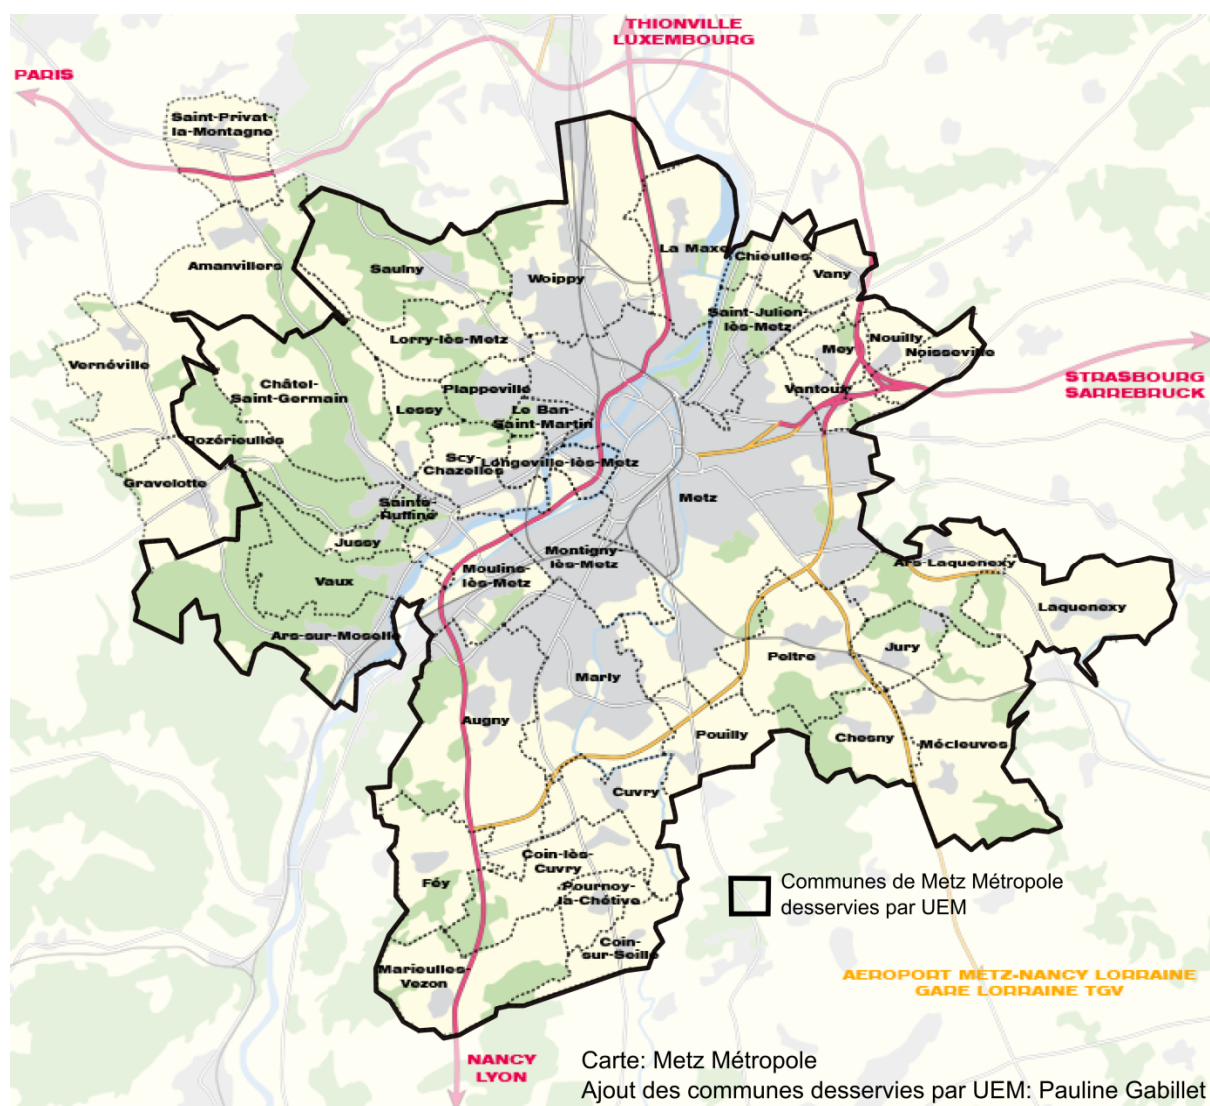 THIONVILLE
LUXEMBOURG
PARIS
Saint-Privat-
la-Montagne
La Maxe
Chieulles
Amanvillers
Saulny
Woippy
Vany
Saint-Julien-
lès-Metz
Lorry-lès-Metz
Mey
Nouilly
Noisseville
Vernéville
STRASBOURG
SARREBRUCK
Châtel-
Saint-Germain
Plappeville
Vantoux
Lessy
Le Ban-
Saint-Martin
Rozérieulles
Scy-
Chazelles
Longeville-lès-Metz
Gravelotte
Metz
Sainte-
Ruffine
Jussy
Montigny-
lès-Metz
Ars-Laquenexy
Moulins-
lès-Metz
Vaux
Laquenexy
Ars-sur-Moselle
Jury
Peltre
Marly
Augny
Pouilly
Chesny
Mécleuves
Cuvry
Coin-lès-
Cuvry
Féy
Pournoy-
la-Chétive
Communes de Metz Métropole
desservies par UEM
Coin-
sur-Seille
Marieulles-
Vezon
AEROPORT METZ-NANCY LORRAINE
GARE LORRAINE TGV
NANCY
LYON
Carte: Metz Métropole
Ajout des communes desservies par UEM: Pauline Gabillet